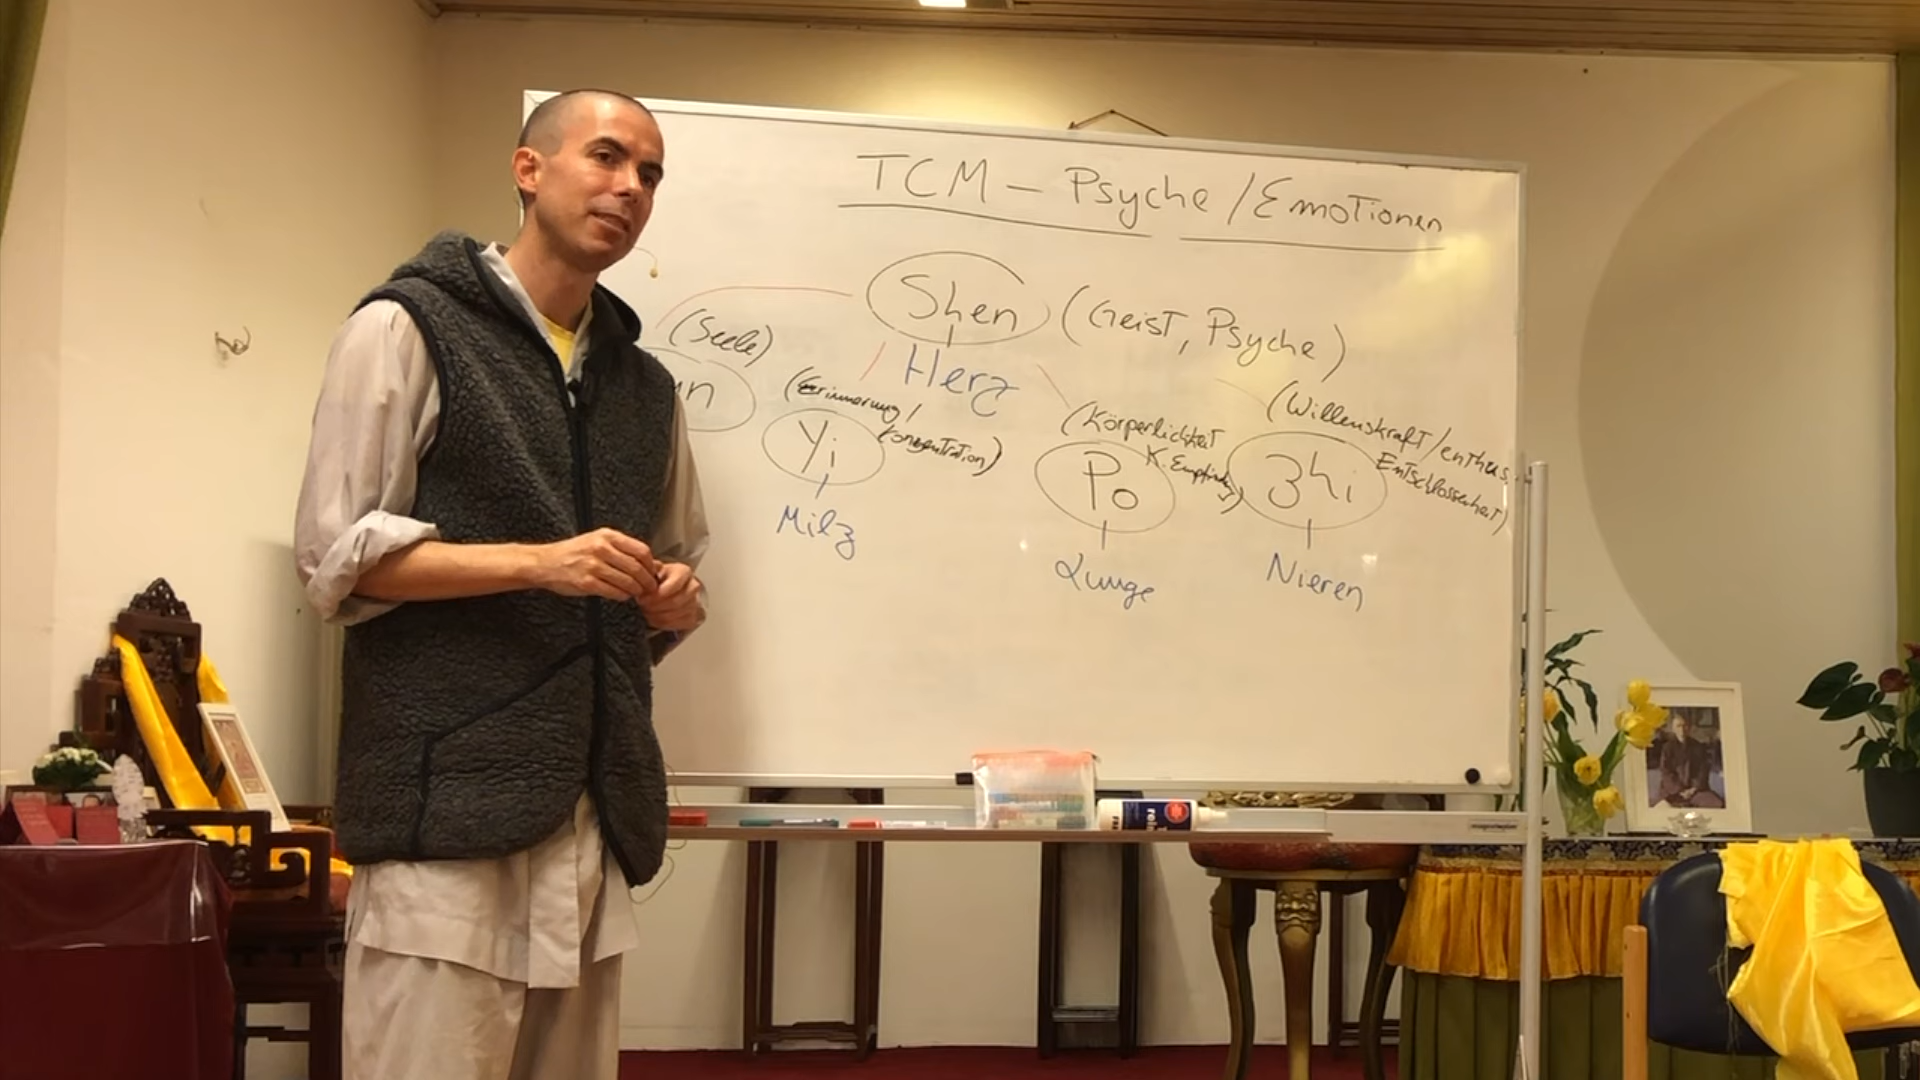 TCM – Psyche / Emotionen
Shen (Geist, Psyche)
Herz
(Seele)
un
(Erinnerung /
Konzentration)
Yi
Milz
(Körperlichkeit
K. Empfindung)
Po
Lunge
(Willenskraft / enthus.
Entschlossenheit)
Zhi
Nieren